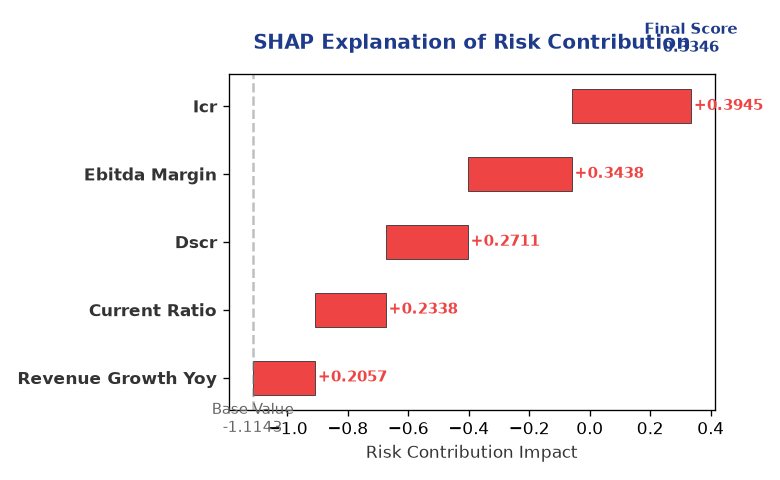 Final Score
0.3346
SHAP Explanation of Risk Contribution
Icr
+0.3945
Ebitda Margin
+0.3438
Dscr
+0.2711
Current Ratio
+0.2338
Revenue Growth Yoy
+0.2057
Base Value
-1.1143
−1.0 −0.8 −0.6 −0.4 −0.2 0.0 0.2 0.4
Risk Contribution Impact